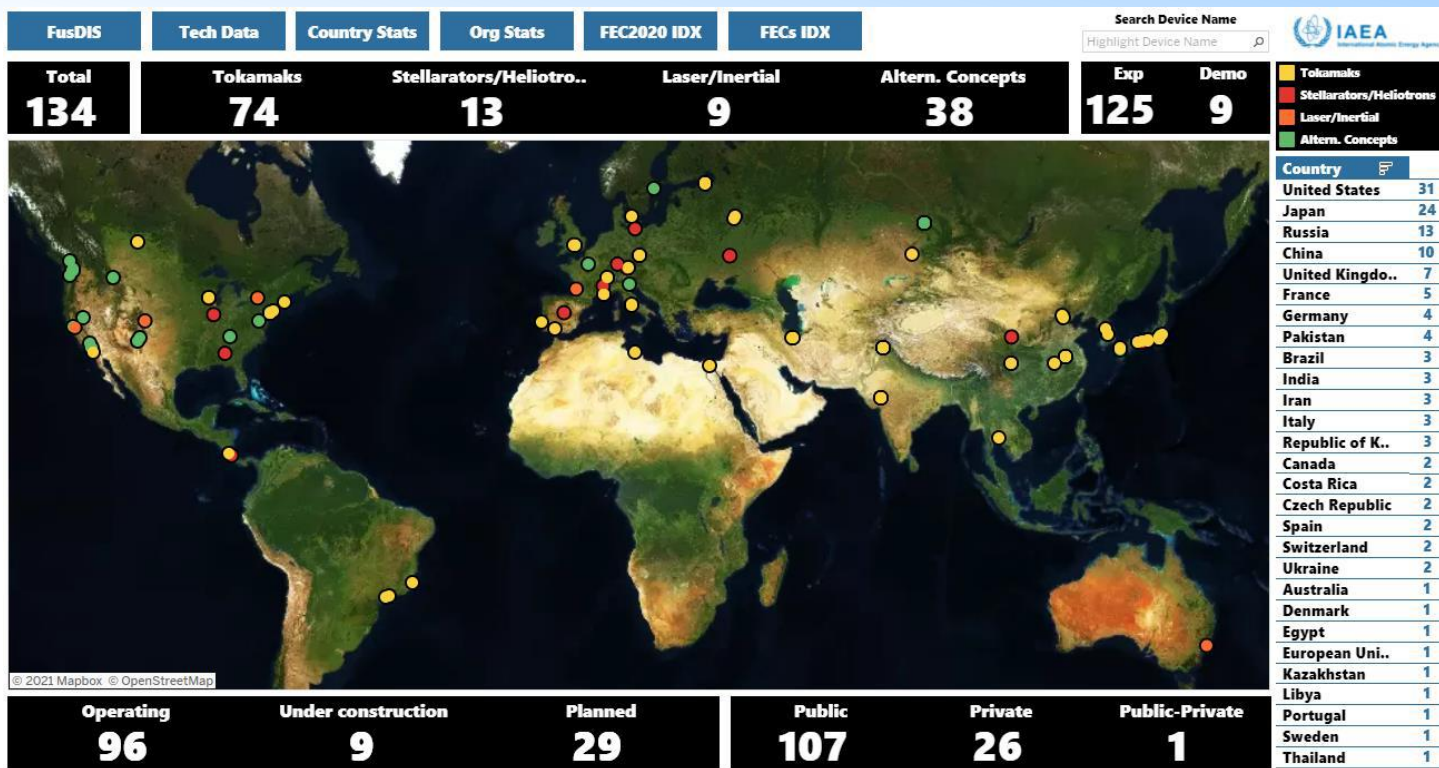 FusDIS
Tech Data
Country Stats
Org Stats
FEC2020 IDX
FECs IDX
Search Device Name
Highlight Device Name
IAEA
International Atomic Energy Agency
Total
134
Tokamaks
74
Stellarators/Heliotro..
13
Laser/Inertial
9
Altern. Concepts
38
Exp
125
Demo
9
Tokamaks
Stellarators/Heliotrons
Laser/Inertial
Altern. Concepts
Country
United States 31
Japan 24
Russia 13
China 10
United Kingdo.. 7
France 5
Germany 4
Pakistan 4
Brazil 3
India 3
Iran 3
Italy 3
Republic of K.. 3
Canada 2
Costa Rica 2
Czech Republic 2
Spain 2
Switzerland 2
Ukraine 2
Australia 1
Denmark 1
Egypt 1
European Uni.. 1
Kazakhstan 1
Libya 1
Portugal 1
Sweden 1
Thailand 1
© 2021 Mapbox © OpenStreetMap
Operating
96
Under construction
9
Planned
29
Public
107
Private
26
Public-Private
1